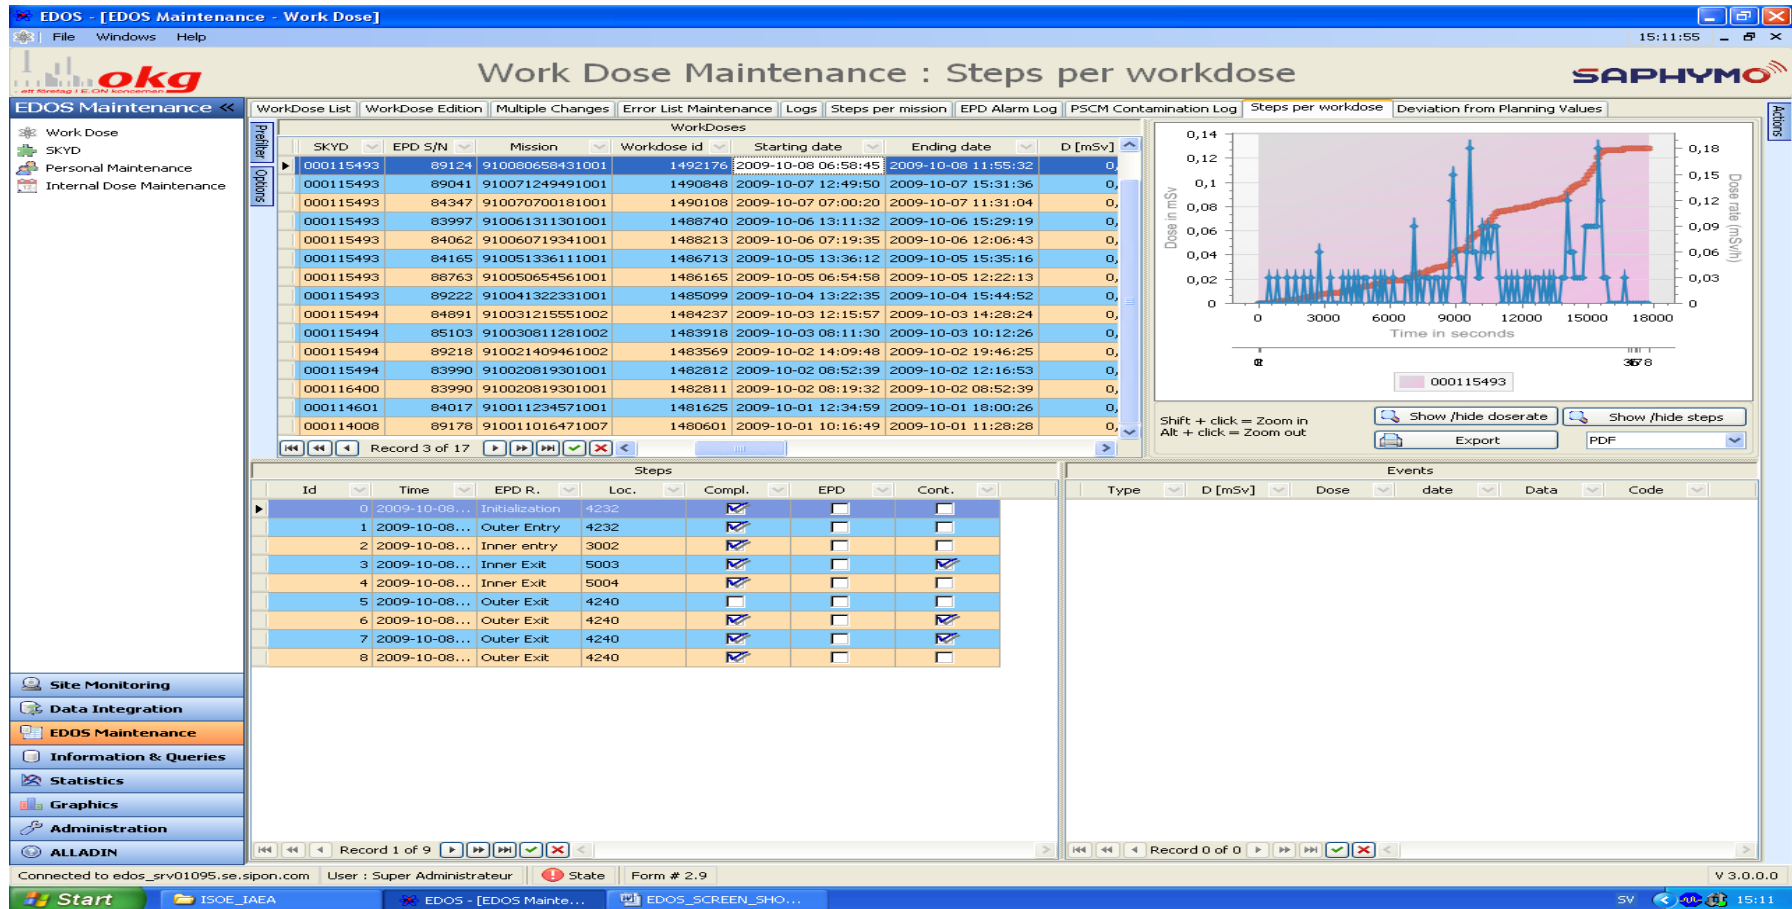 EDOS - [EDOS Maintenance - Work Dose]
File Windows Help 15:11:55
okg
ett företag i E.ON koncernen
Work Dose Maintenance : Steps per workdose
SAPHYMO
EDOS Maintenance <<
Work Dose
SKYD
Personal Maintenance
Internal Dose Maintenance
WorkDose List WorkDose Edition Multiple Changes Error List Maintenance Logs Steps per mission EPD Alarm Log PSCM Contamination Log Steps per workdose Deviation from Planning Values
Prefilter
Options
Actions
WorkDoses
SKYD EPD S/N Mission Workdose id Starting date Ending date D [mSv]
000115493 89124 910080658431001 1492176 2009-10-08 06:58:45 2009-10-08 11:55:32 0,
000115493 89041 910071249491001 1490848 2009-10-07 12:49:50 2009-10-07 15:31:36 0,
000115493 84347 910070700181001 1490108 2009-10-07 07:00:20 2009-10-07 11:31:04 0,
000115493 83997 910061311301001 1488740 2009-10-06 13:11:32 2009-10-06 15:29:19 0,
000115493 84062 910060719341001 1488213 2009-10-06 07:19:35 2009-10-06 12:06:43 0,
000115493 84165 910051336111001 1486713 2009-10-05 13:36:12 2009-10-05 15:35:16 0,
000115493 88763 910050654561001 1486165 2009-10-05 06:54:58 2009-10-05 12:22:13 0,
000115493 89222 910041322331001 1485099 2009-10-04 13:22:35 2009-10-04 15:44:52 0,
000115494 84891 910031215551002 1484237 2009-10-03 12:15:57 2009-10-03 14:28:24 0,
000115494 85103 910030811281002 1483918 2009-10-03 08:11:30 2009-10-03 10:12:26 0,
000115494 89218 910021409461002 1483569 2009-10-02 14:09:48 2009-10-02 19:46:25 0,
000115494 83990 910020819301001 1482812 2009-10-02 08:52:39 2009-10-02 12:16:53 0,
000116400 83990 910020819301001 1482811 2009-10-02 08:19:32 2009-10-02 08:52:39 0,
000114601 84017 910011234571001 1481625 2009-10-01 12:34:59 2009-10-01 18:00:26 0,
000114008 89178 910011016471007 1480601 2009-10-01 10:16:49 2009-10-01 11:28:28 0,
Record 3 of 17
Dose in mSv
0,14
0,12
0,1
0,08
0,06
0,04
0,02
0
0,18
0,15
0,12
0,09
0,06
0,03
0
Dose rate (mSv/h)
0 3000 6000 9000 12000 15000 18000
Time in seconds
000115493
Shift + click = Zoom in
Alt + click = Zoom out
Show /hide doserate Show /hide steps
Export PDF
Steps
Id Time EPD R. Loc. Compl. EPD Cont.
0 2009-10-08... Initialization 4232
1 2009-10-08... Outer Entry 4232
2 2009-10-08... Inner entry 3002
3 2009-10-08... Inner Exit 5003
4 2009-10-08... Inner Exit 5004
5 2009-10-08... Outer Exit 4240
6 2009-10-08... Outer Exit 4240
7 2009-10-08... Outer Exit 4240
8 2009-10-08... Outer Exit 4240
Record 1 of 9
Events
Type D [mSv] Dose date Data Code
Record 0 of 0
Site Monitoring
Data Integration
EDOS Maintenance
Information & Queries
Statistics
Graphics
Administration
ALLADIN
Connected to edos_srv01095.se.sipon.com User : Super Administrateur State Form # 2.9 V 3.0.0.0
Start ISOE_IAEA EDOS - [EDOS Mainte... EDOS_SCREEN_SHO... SV 15:11